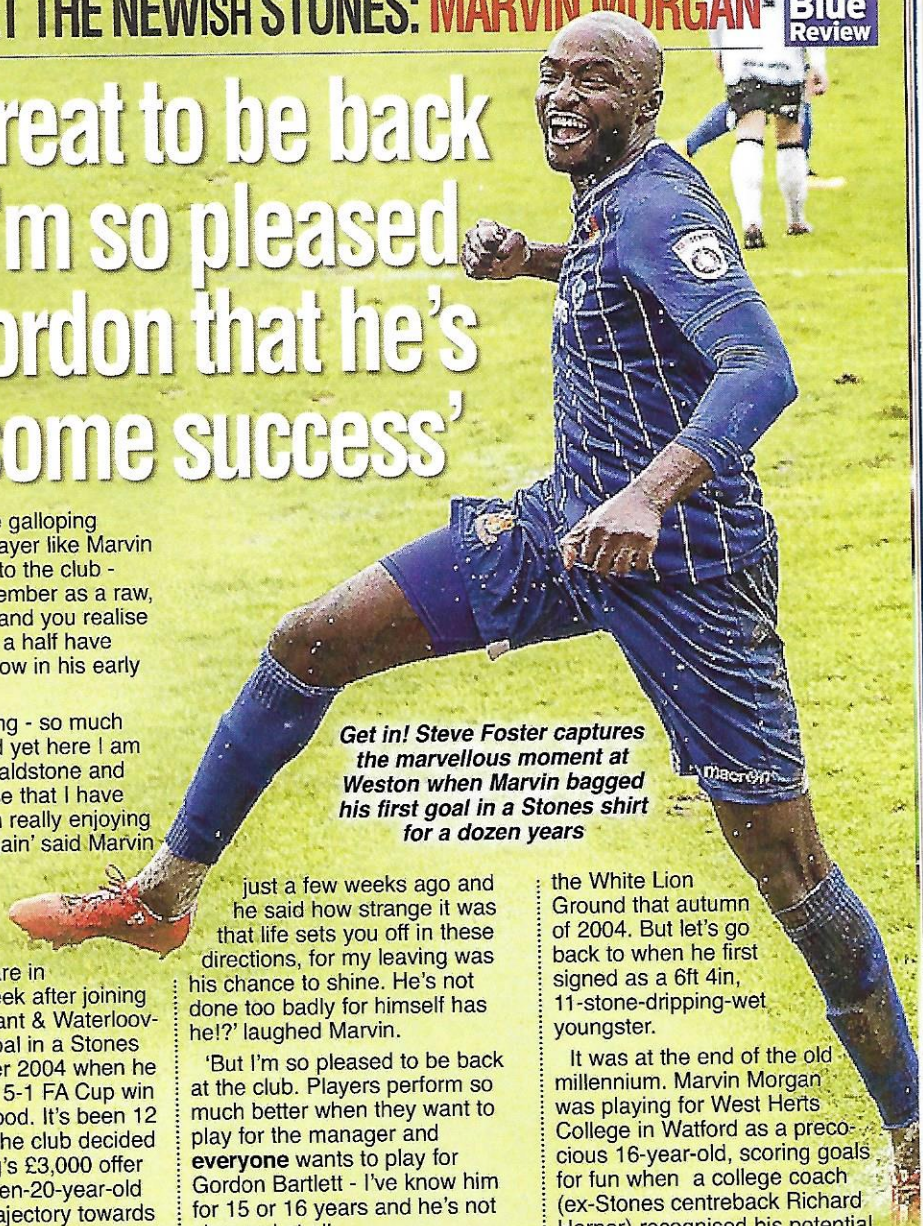 T THE NEWISH STONES: MARVIN MORGAN
Blue
Review
reat to be back
'm so pleased
ordon that he's
some success'
galloping
ayer like Marvin
to the club -
ember as a raw,
and you realise
a half have
ow in his early
ng - so much
d yet here I am
aldstone and
e that I have
really enjoying
ain' said Marvin
Get in! Steve Foster captures
the marvellous moment at
Weston when Marvin bagged
his first goal in a Stones shirt
for a dozen years
macron
re in
eek after joining
ant & Waterloov-
oal in a Stones
er 2004 when he
5-1 FA Cup win
ood. It's been 12
he club decided
g's £3,000 offer
en-20-year-old
ajectory towards
just a few weeks ago and
he said how strange it was
that life sets you off in these
directions, for my leaving was
his chance to shine. He's not
done too badly for himself has
he!?' laughed Marvin.
'But I'm so pleased to be back
at the club. Players perform so
much better when they want to
play for the manager and
everyone wants to play for
Gordon Bartlett - I've know him
for 15 or 16 years and he's not
the White Lion
Ground that autumn
of 2004. But let's go
back to when he first
signed as a 6ft 4in,
11-stone-dripping-wet
youngster.
It was at the end of the old
millennium. Marvin Morgan
was playing for West Herts
College in Watford as a preco-
cious 16-year-old, scoring goals
for fun when a college coach
(ex-Stones centreback Richard
recognised his potential